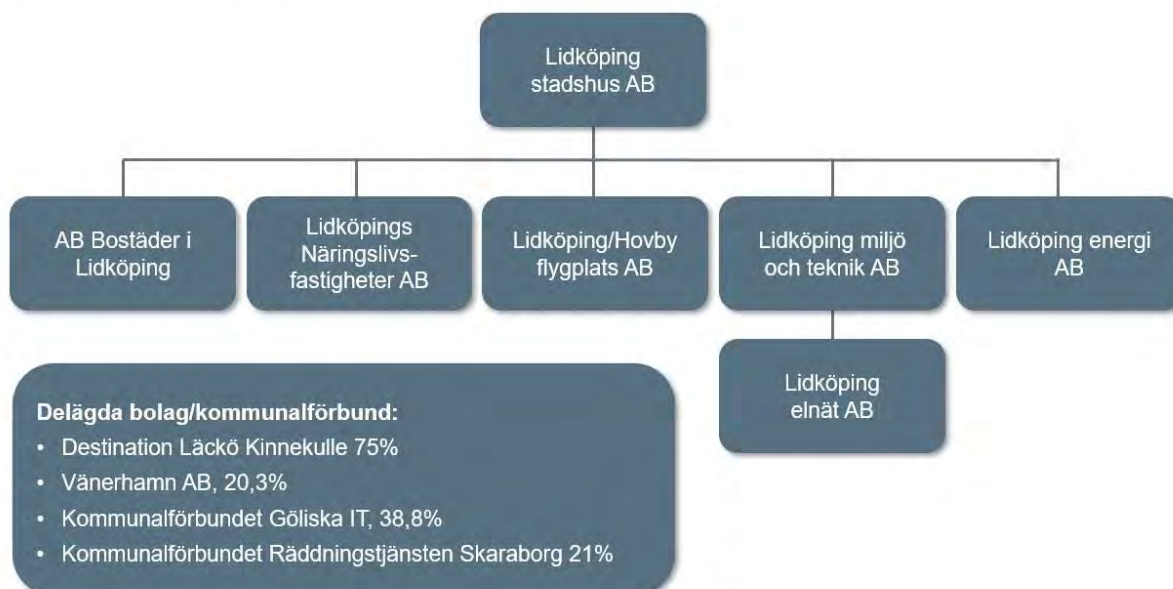 Lidköping
stadshus AB
AB Bostäder i
Lidköping
Lidköpings
Näringslivs-
fastigheter AB
Lidköping/Hovby
flygplats AB
Lidköping miljö
och teknik AB
Lidköping energi
AB
Lidköping
elnät AB
Delägda bolag/kommunalförbund:
• Destination Läckö Kinnekulle 75%
• Vänerhamn AB, 20,3%
• Kommunalförbundet Göliska IT, 38,8%
• Kommunalförbundet Räddningstjänsten Skaraborg 21%